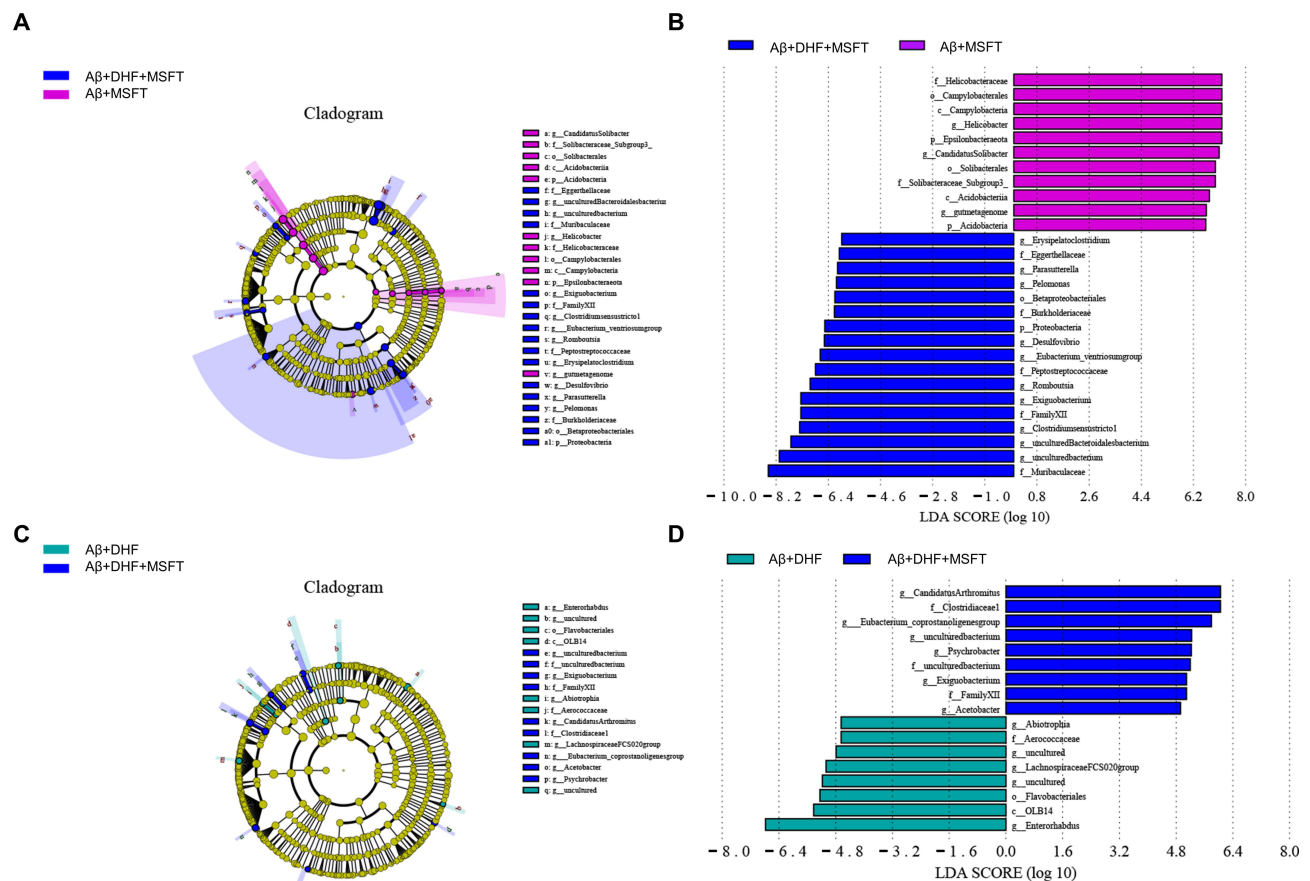 A
Aβ+DHF+MSFT
Aβ+MSFT
Cladogram
a: g__CandidatusSolibacter
b: f__Solibacteraceae_Subgroup3_
c: o__Solibacterales
d: c__Acidobacteriia
e: p__Acidobacteria
f: f__Eggerthellaceae
g: g__unculturedBacteroidalesbacteriur
h: g__unculturedbacterium
i: f__Muribaculaceae
j: g__Helicobacter
k: f__Helicobacteraceae
l: o__Campylobacterales
m: c__Campylobacteria
n: p__Epsilonbacteraeota
o: g__Exiguobacterium
p: f__FamilyXII
q: g__Clostridiumsensustricto1
r: g___Eubacterium_ventriosumgroup
s: g__Romboutsia
t: f__Peptostreptococcaceae
u: g__Erysipelatoclostridium
v: g__gutmetagenome
w: g__Desulfovibrio
x: g__Parasutterella
y: g__Pelomonas
z: f__Burkholderiaceae
a0: o__Betaproteobacteriales
a1: p__Proteobacteria
B
Aβ+DHF+MSFT
Aβ+MSFT
f__Helicobacteraceae
o__Campylobacterales
c__Campylobacteria
g__Helicobacter
p__Epsilonbacteraeota
g__CandidatusSolibacter
o__Solibacterales
f__Solibacteraceae_Subgroup3_
c__Acidobacteriia
g__gutmetagenome
p__Acidobacteria
g__Erysipelatoclostridium
f__Eggerthellaceae
g__Parasutterella
g__Pelomonas
o__Betaproteobacteriales
f__Burkholderiaceae
p__Proteobacteria
g__Desulfovibrio
g___Eubacterium_ventriosumgroup
f__Peptostreptococcaceae
g__Romboutsia
g__Exiguobacterium
f__FamilyXII
g__Clostridiumsensustricto1
g__unculturedBacteroidalesbacterium
g__unculturedbacterium
f__Muribaculaceae
−10.0 −8.2 −6.4 −4.6 −2.8 −1.0 0.8 2.6 4.4 6.2 8.0
LDA SCORE (log 10)
C
Aβ+DHF
Aβ+DHF+MSFT
Cladogram
a: g__Enterorhabdus
b: g__uncultured
c: o__Flavobacteriales
d: c__OLB14
e: g__unculturedbacterium
f: f__unculturedbacterium
g: g__Exiguobacterium
h: f__FamilyXII
i: g__Abiotrophia
j: f__Aerococcaceae
k: g__CandidatusArthromitus
l: f__Clostridiaceae1
m: g__LachnospiraceaeFCS020group
n: g___Eubacterium_coprostanoligenesgroup
o: g__Acetobacter
p: g__Psychrobacter
q: g__uncultured
D
Aβ+DHF
Aβ+DHF+MSFT
g__CandidatusArthromitus
f__Clostridiaceae1
g___Eubacterium_coprostanoligenesgroup
g__unculturedbacterium
g__Psychrobacter
f__unculturedbacterium
g__Exiguobacterium
f__FamilyXII
g__Acetobacter
g__Abiotrophia
f__Aerococcaceae
g__uncultured
g__LachnospiraceaeFCS020group
g__uncultured
o__Flavobacteriales
c__OLB14
g__Enterorhabdus
−8.0 −6.4 −4.8 −3.2 −1.6 0.0 1.6 3.2 4.8 6.4 8.0
LDA SCORE (log 10)